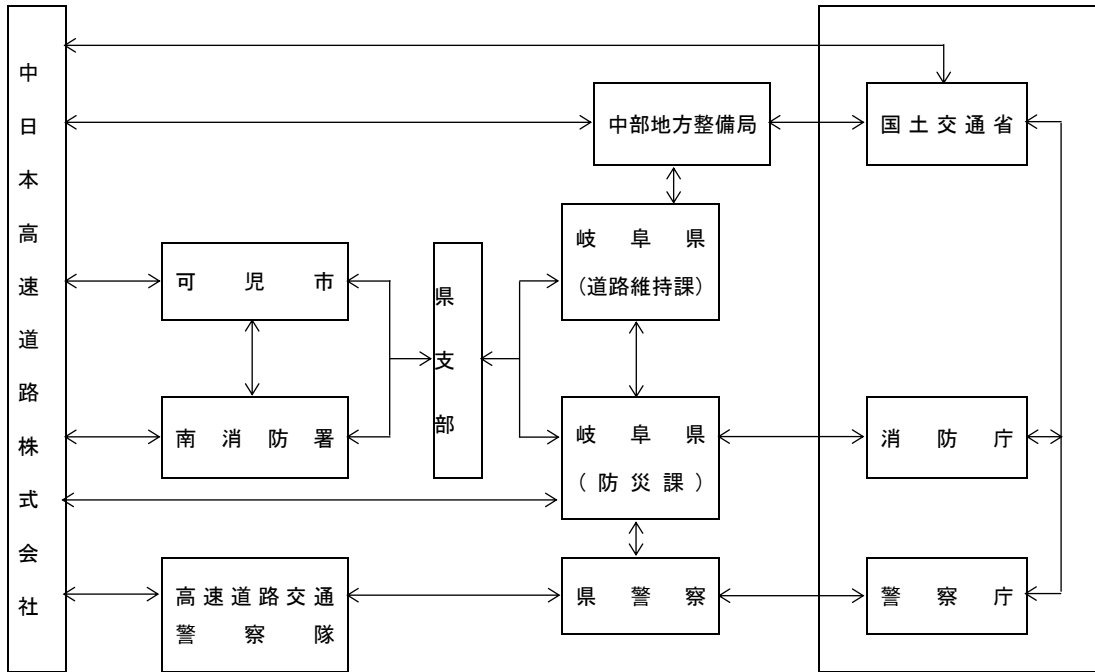 中日本高速道路株式会社
中部地方整備局
国土交通省
岐阜県
(道路維持課)
可児市
県支部
南消防署
岐阜県
(防災課)
消防庁
高速道路交通
警察隊
県警察
警察庁